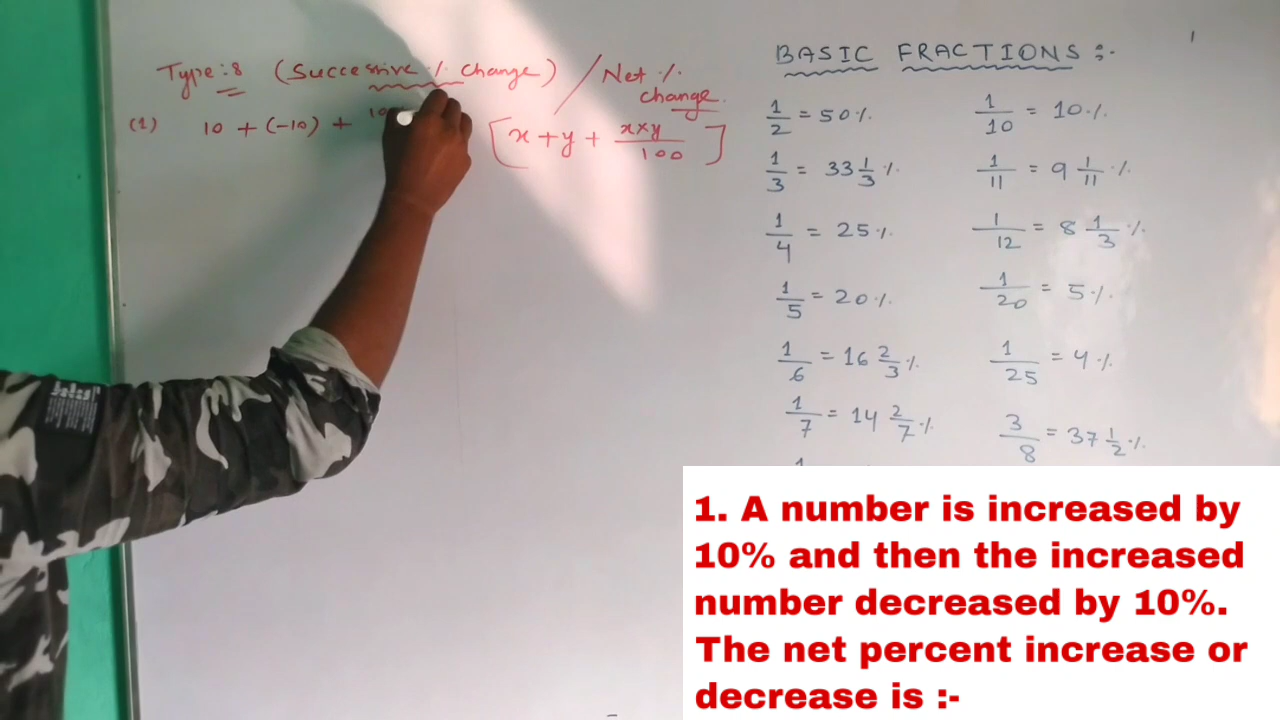 Type:8 (Successive % Change) / Net % change
(1) 10 + (-10) + 10
[x + y + x×y/100]
BASIC FRACTIONS :-
1/2 = 50%
1/3 = 33 1/3 %
1/4 = 25%
1/5 = 20%
1/6 = 16 2/3 %
1/7 = 14 2/7 %
1
1/10 = 10%
1/11 = 9 1/11 %
1/12 = 8 1/3 %
1/20 = 5%
1/25 = 4%
3/8 = 37 1/2 %
1. A number is increased by
10% and then the increased
number decreased by 10%.
The net percent increase or
decrease is :-